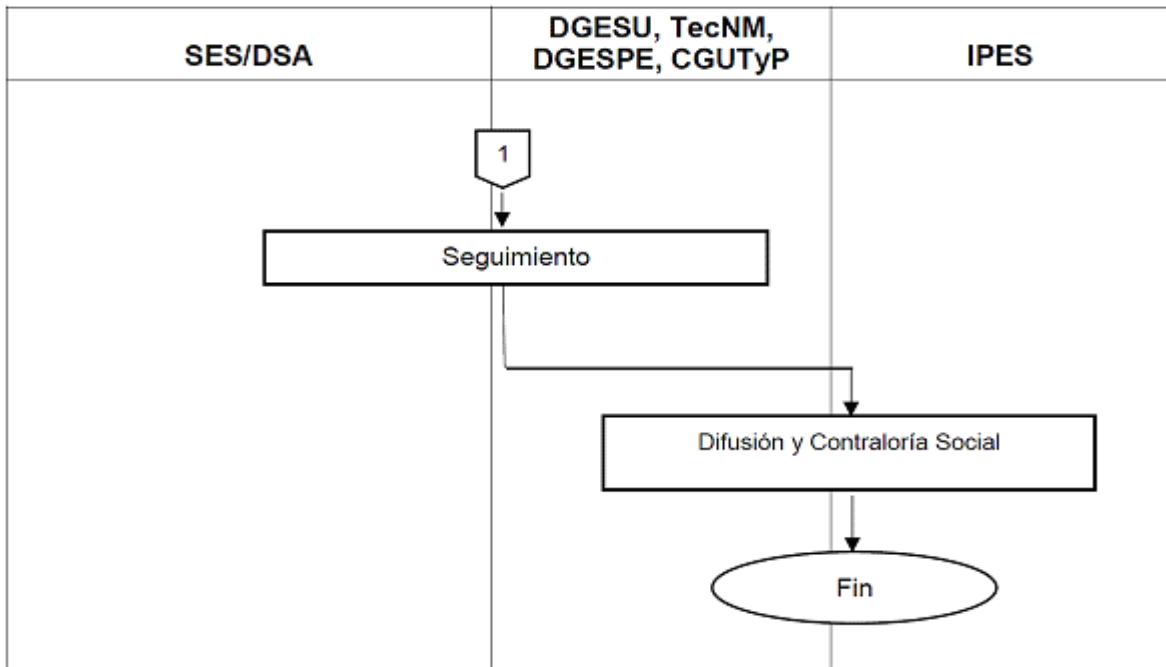 SES/DSA
DGESU, TecNM,
DGESPE, CGUTyP
IPES
1
Seguimiento
Difusión y Contraloría Social
Fin